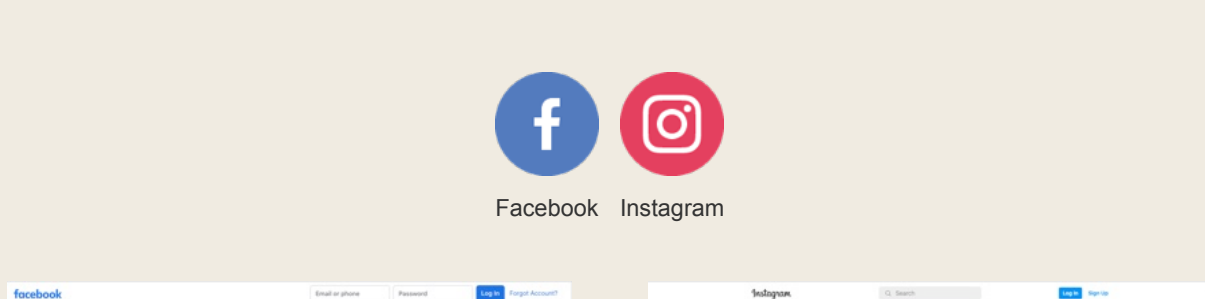 Facebook Instagram
facebook Email or phone Password Log In Forgot Account? Instagram Search Log In Sign Up